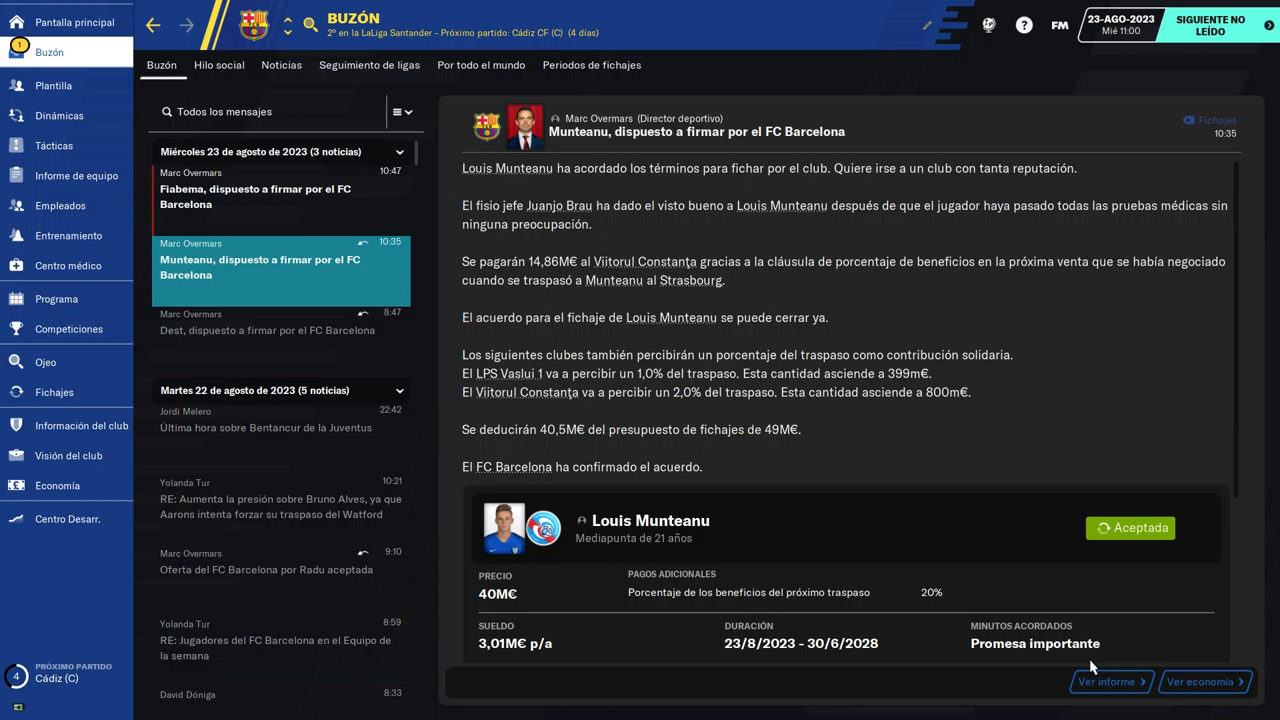 Pantalla principal
1
Buzón
Plantilla
Dinámicas
Tácticas
Informe de equipo
Empleados
Entrenamiento
Centro médico
Programa
Competiciones
Ojeo
Fichajes
Información del club
Visión del club
Economía
Centro Desarr.
4
PRÓXIMO PARTIDO
Cádiz (C)
BUZÓN
2º en la LaLiga Santander - Próximo partido: Cádiz CF (C) (4 días)
FM
23-AGO-2023
Mié 11:00
SIGUIENTE NO
LEÍDO
Buzón
Hilo social
Noticias
Seguimiento de ligas
Por todo el mundo
Periodos de fichajes
Todos los mensajes
Miércoles 23 de agosto de 2023 (3 noticias)
Marc Overmars 10:47
Fiabema, dispuesto a firmar por el FC
Barcelona
Marc Overmars 10:35
Munteanu, dispuesto a firmar por el FC
Barcelona
Marc Overmars 8:47
Dest, dispuesto a firmar por el FC Barcelona
Martes 22 de agosto de 2023 (5 noticias)
Jordi Melero 22:42
Última hora sobre Bentancur de la Juventus
Yolanda Tur 10:21
RE: Aumenta la presión sobre Bruno Alves, ya que
Aarons intenta forzar su traspaso del Watford
Marc Overmars 9:10
Oferta del FC Barcelona por Radu aceptada
Yolanda Tur 8:59
RE: Jugadores del FC Barcelona en el Equipo de
la semana
David Dóniga 8:33
Marc Overmars (Director deportivo)
Munteanu, dispuesto a firmar por el FC Barcelona
Fichajes
10:35
Louis Munteanu ha acordado los términos para fichar por el club. Quiere irse a un club con tanta reputación.
El fisio jefe Juanjo Brau ha dado el visto bueno a Louis Munteanu después de que el jugador haya pasado todas las pruebas médicas sin
ninguna preocupación.
Se pagarán 14,86M€ al Viitorul Constanța gracias a la cláusula de porcentaje de beneficios en la próxima venta que se había negociado
cuando se traspasó a Munteanu al Strasbourg.
El acuerdo para el fichaje de Louis Munteanu se puede cerrar ya.
Los siguientes clubes también percibirán un porcentaje del traspaso como contribución solidaria.
El LPS Vaslui 1 va a percibir un 1,0% del traspaso. Esta cantidad asciende a 399m€.
El Viitorul Constanța va a percibir un 2,0% del traspaso. Esta cantidad asciende a 800m€.
Se deducirán 40,5M€ del presupuesto de fichajes de 49M€.
El FC Barcelona ha confirmado el acuerdo.
Louis Munteanu
Mediapunta de 21 años
Aceptada
PRECIO
40M€
PAGOS ADICIONALES
Porcentaje de los beneficios del próximo traspaso 20%
SUELDO
3,01M€ p/a
DURACIÓN
23/8/2023 - 30/6/2028
MINUTOS ACORDADOS
Promesa importante
Ver informe
Ver economía